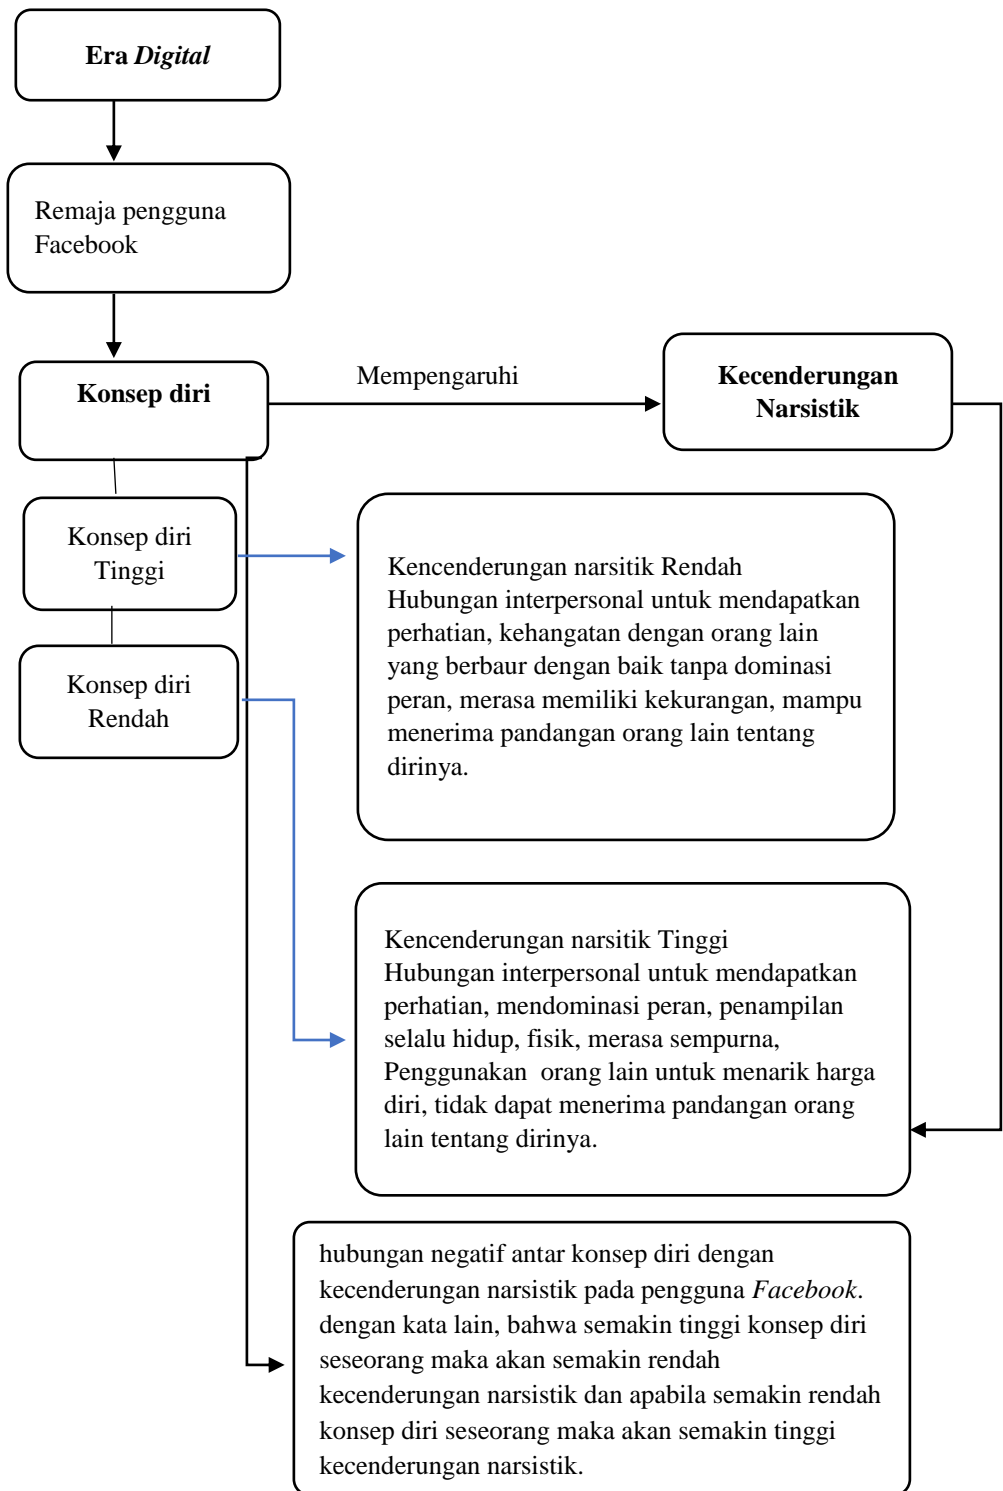 Era Digital
Remaja pengguna
Facebook
Konsep diri
Mempengaruhi
Kecenderungan
Narsistik
Konsep diri
Tinggi
Kencenderungan narsitik Rendah
Hubungan interpersonal untuk mendapatkan
perhatian, kehangatan dengan orang lain
yang berbaur dengan baik tanpa dominasi
peran, merasa memiliki kekurangan, mampu
menerima pandangan orang lain tentang
dirinya.
Konsep diri
Rendah
Kencenderungan narsitik Tinggi
Hubungan interpersonal untuk mendapatkan
perhatian, mendominasi peran, penampilan
selalu hidup, fisik, merasa sempurna,
Penggunakan  orang lain untuk menarik harga
diri, tidak dapat menerima pandangan orang
lain tentang dirinya.
hubungan negatif antar konsep diri dengan
kecenderungan narsistik pada pengguna Facebook.
dengan kata lain, bahwa semakin tinggi konsep diri
seseorang maka akan semakin rendah
kecenderungan narsistik dan apabila semakin rendah
konsep diri seseorang maka akan semakin tinggi
kecenderungan narsistik.